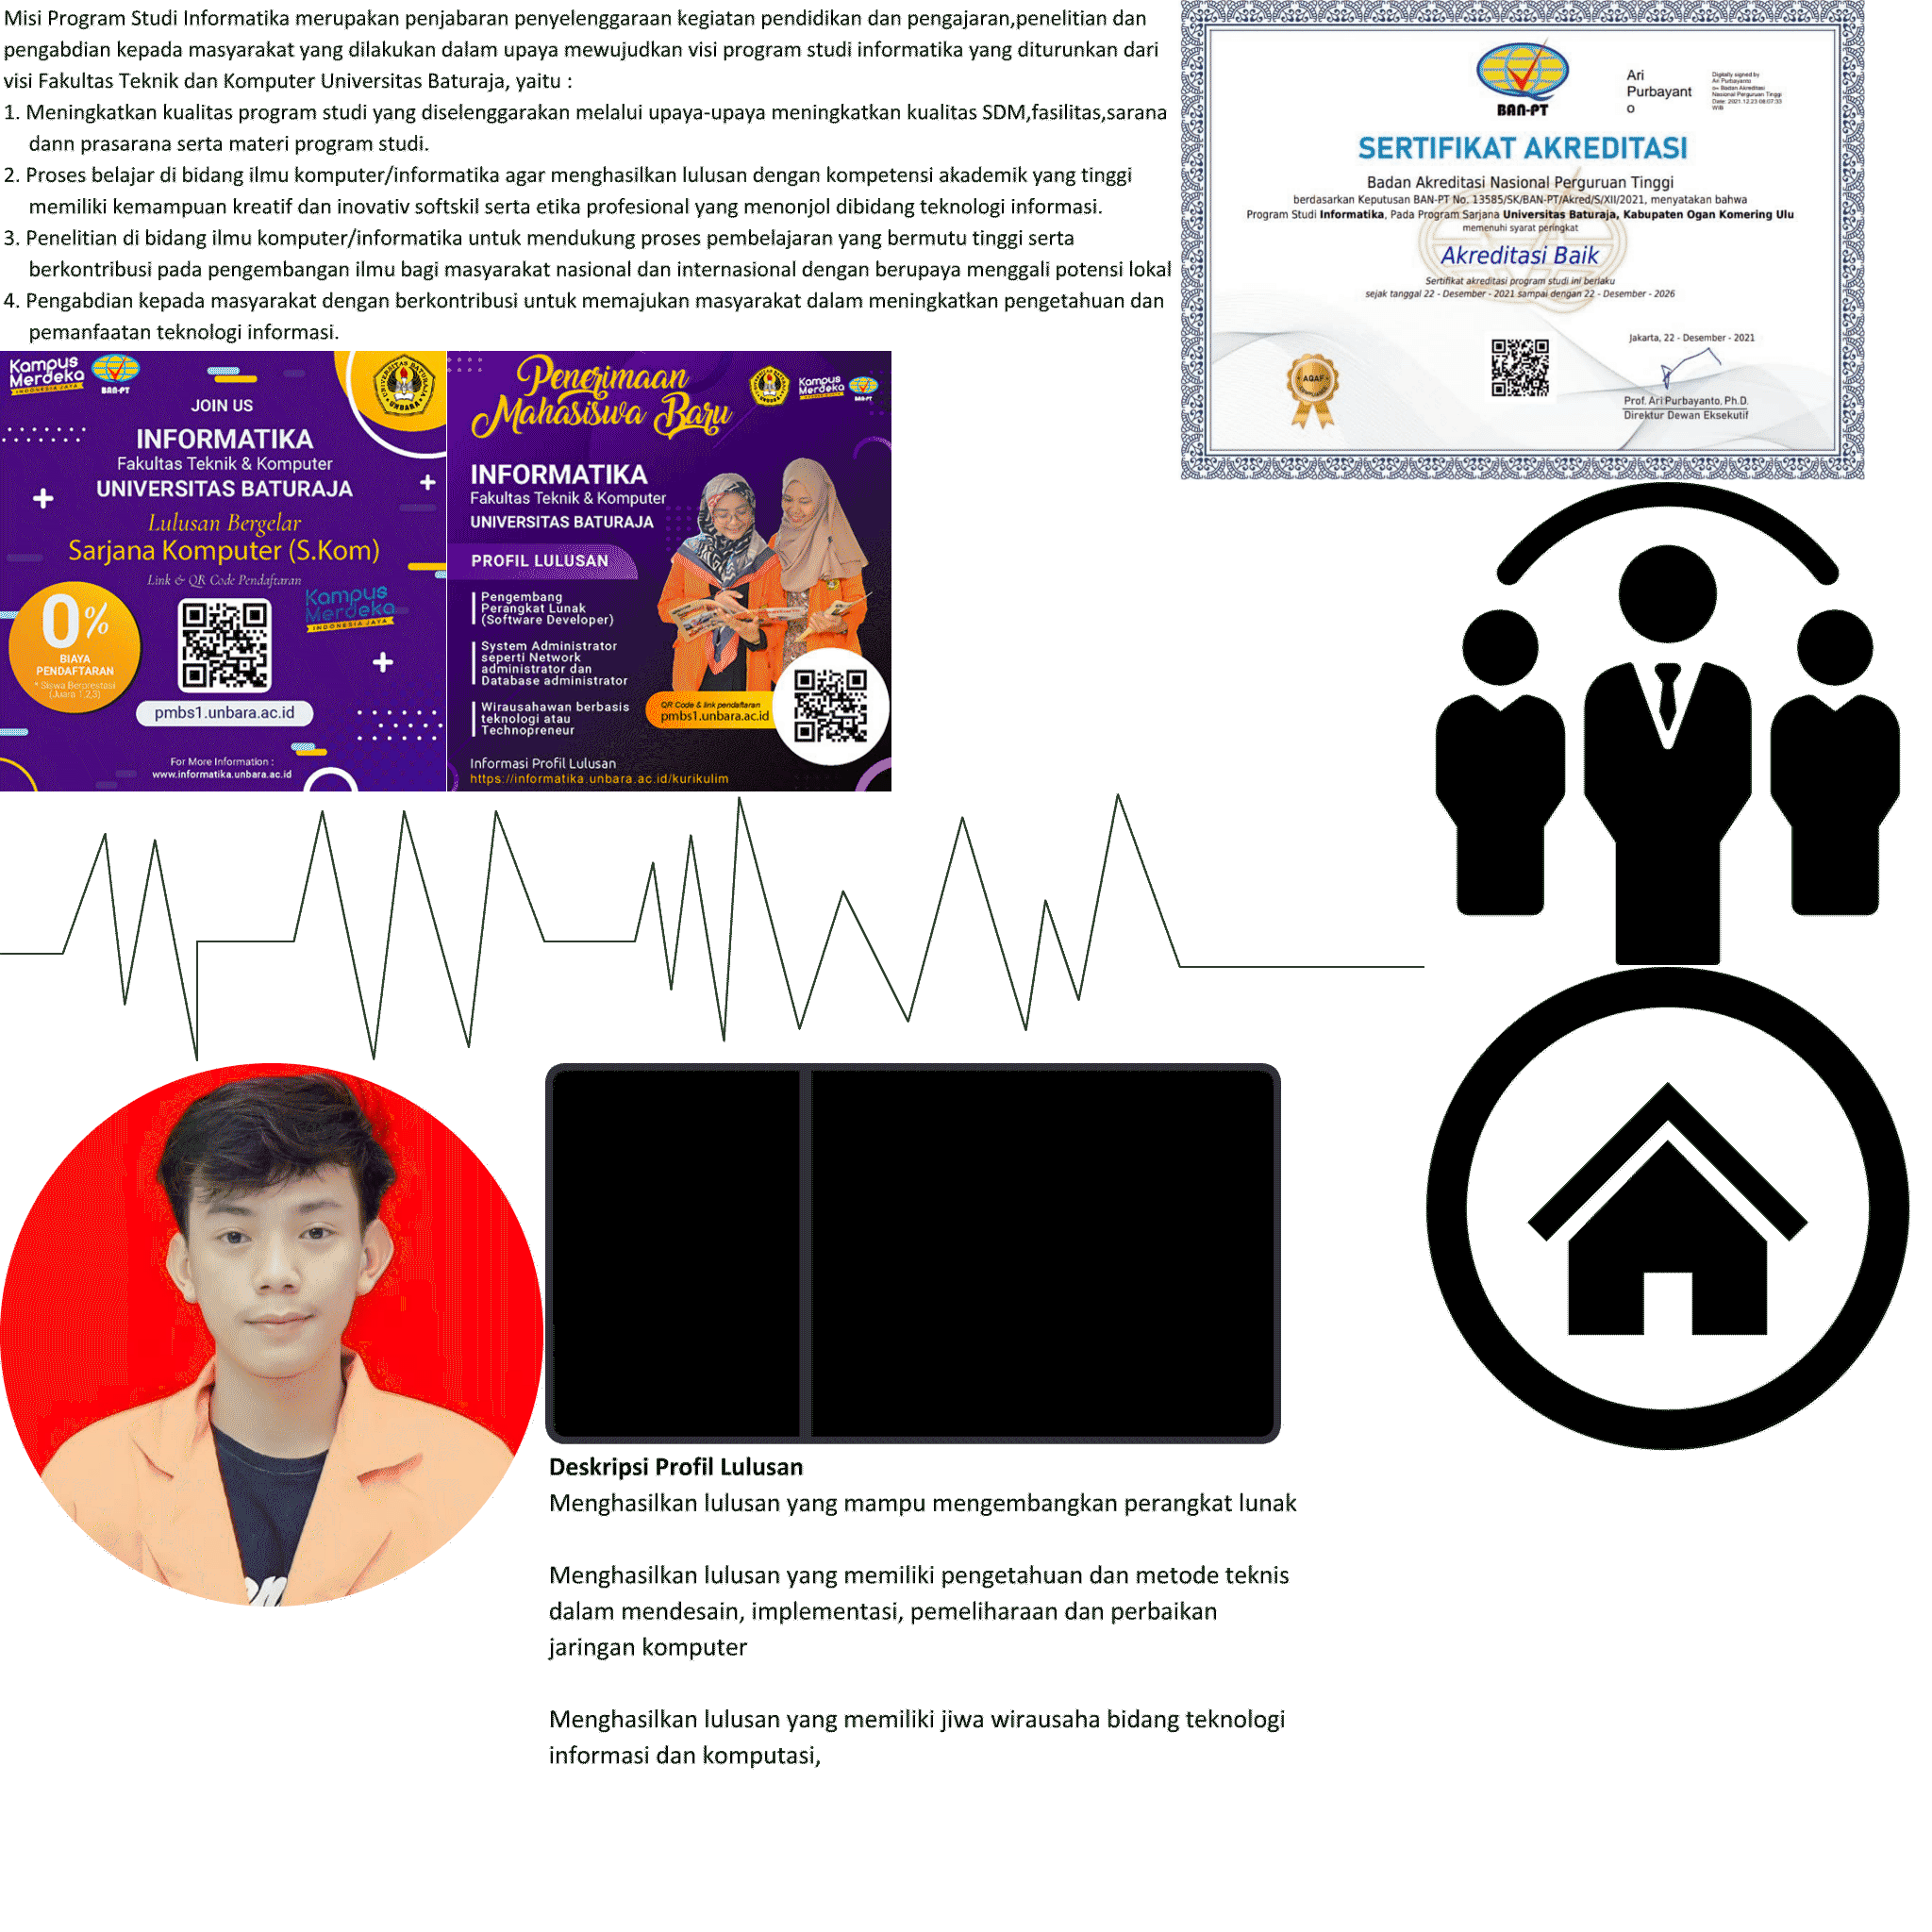 Misi Program Studi Informatika merupakan penjabaran penyelenggaraan kegiatan pendidikan dan pengajaran,penelitian dan
pengabdian kepada masyarakat yang dilakukan dalam upaya mewujudkan visi program studi informatika yang diturunkan dari
visi Fakultas Teknik dan Komputer Universitas Baturaja, yaitu :
1. Meningkatkan kualitas program studi yang diselenggarakan melalui upaya-upaya meningkatkan kualitas SDM,fasilitas,sarana
dann prasarana serta materi program studi.
2. Proses belajar di bidang ilmu komputer/informatika agar menghasilkan lulusan dengan kompetensi akademik yang tinggi
memiliki kemampuan kreatif dan inovativ softskil serta etika profesional yang menonjol dibidang teknologi informasi.
3. Penelitian di bidang ilmu komputer/informatika untuk mendukung proses pembelajaran yang bermutu tinggi serta
berkontribusi pada pengembangan ilmu bagi masyarakat nasional dan internasional dengan berupaya menggali potensi lokal
4. Pengabdian kepada masyarakat dengan berkontribusi untuk memajukan masyarakat dalam meningkatkan pengetahuan dan
pemanfaatan teknologi informasi.
BAN-PT
Ari
Purbayant
o
Digitally signed by
Ari Purbayanto
o= Badan Akreditasi
Nasional Perguruan Tinggi
Date: 2021.12.23 08:07:33
WIB
SERTIFIKAT AKREDITASI
Badan Akreditasi Nasional Perguruan Tinggi
berdasarkan Keputusan BAN-PT No. 13585/SK/BAN-PT/Akred/S/XII/2021, menyatakan bahwa
Program Studi Informatika, Pada Program Sarjana Universitas Baturaja, Kabupaten Ogan Komering Ulu
memenuhi syarat peringkat
Akreditasi Baik
Sertifikat akreditasi program studi ini berlaku
sejak tanggal 22 - Desember - 2021 sampai dengan 22 - Desember - 2026
Jakarta, 22 - Desember - 2021
AQAF
Prof. Ari Purbayanto, Ph.D.
Direktur Dewan Eksekutif
Kampus
Merdeka
INDONESIA JAYA
BAN-PT
UNIVERSITAS BATURAJA
UNBARA
JOIN US
INFORMATIKA
Fakultas Teknik & Komputer
UNIVERSITAS BATURAJA
Lulusan Bergelar
Sarjana Komputer (S.Kom)
Link & QR Code Pendaftaran
Kampus
Merdeka
INDONESIA JAYA
0%
BIAYA
PENDAFTARAN
* Siswa Berprestasi
(Juara 1,2,3)
pmbs1.unbara.ac.id
For More Information :
www.informatika.unbara.ac.id
Penerimaan
Mahasiswa Baru
Kampus
Merdeka
BAN-PT
INFORMATIKA
Fakultas Teknik & Komputer
UNIVERSITAS BATURAJA
PROFIL LULUSAN
Pengembang
Perangkat Lunak
(Software Developer)
System Administrator
seperti Network
administrator dan
Database administrator
Wirausahawan berbasis
teknologi atau
Technopreneur
QR Code & link pendaftaran
pmbs1.unbara.ac.id
Informasi Profil Lulusan
https://informatika.unbara.ac.id/kurikulim
Deskripsi Profil Lulusan
Menghasilkan lulusan yang mampu mengembangkan perangkat lunak
Menghasilkan lulusan yang memiliki pengetahuan dan metode teknis
dalam mendesain, implementasi, pemeliharaan dan perbaikan
jaringan komputer
Menghasilkan lulusan yang memiliki jiwa wirausaha bidang teknologi
informasi dan komputasi,